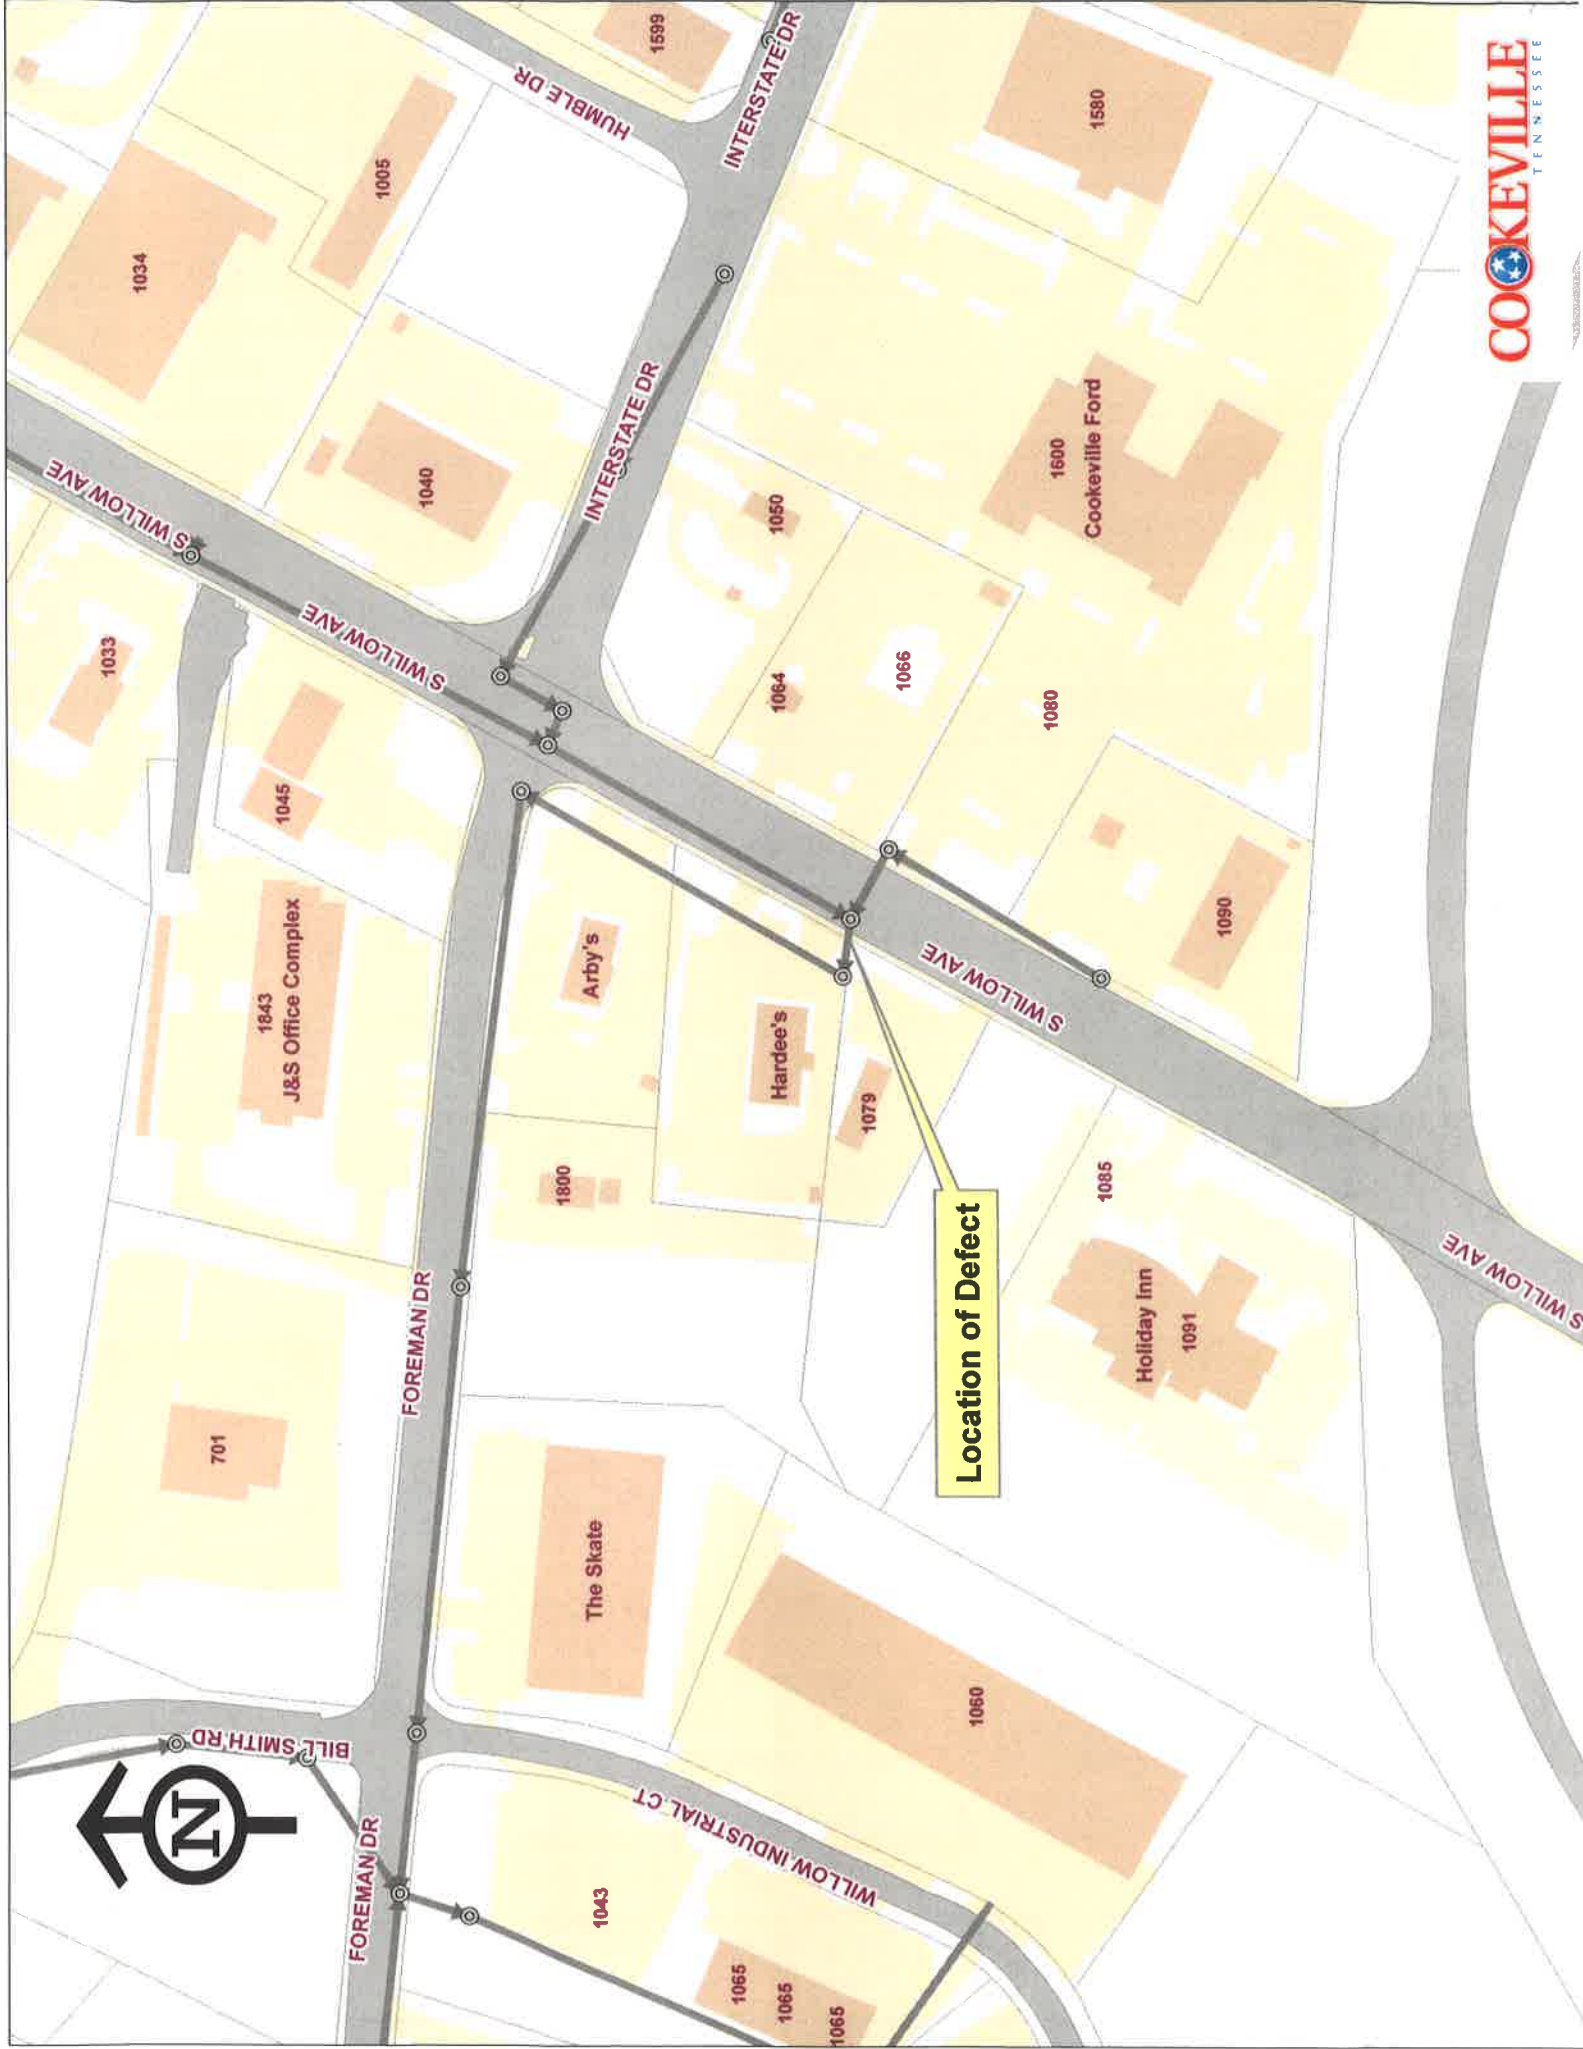 S WILLOW AVE
S WILLOW AVE
S WILLOW AVE
S WILLOW AVE
INTERSTATE DR
INTERSTATE DR
HUMBLE DR
FOREMAN DR
FOREMAN DR
BILL SMITH RD
WILLOW INDUSTRIAL CT
N
1599
1005
1034
1040
1033
1045
1843
J&S Office Complex
701
1580
1600
Cookeville Ford
1050
1064
1066
1080
1090
Arby's
Hardee's
1079
1800
1085
Holiday Inn
1091
The Skate
1060
1043
1065
1065
1065
Location of Defect
COOKEVILLE
TENNESSEE